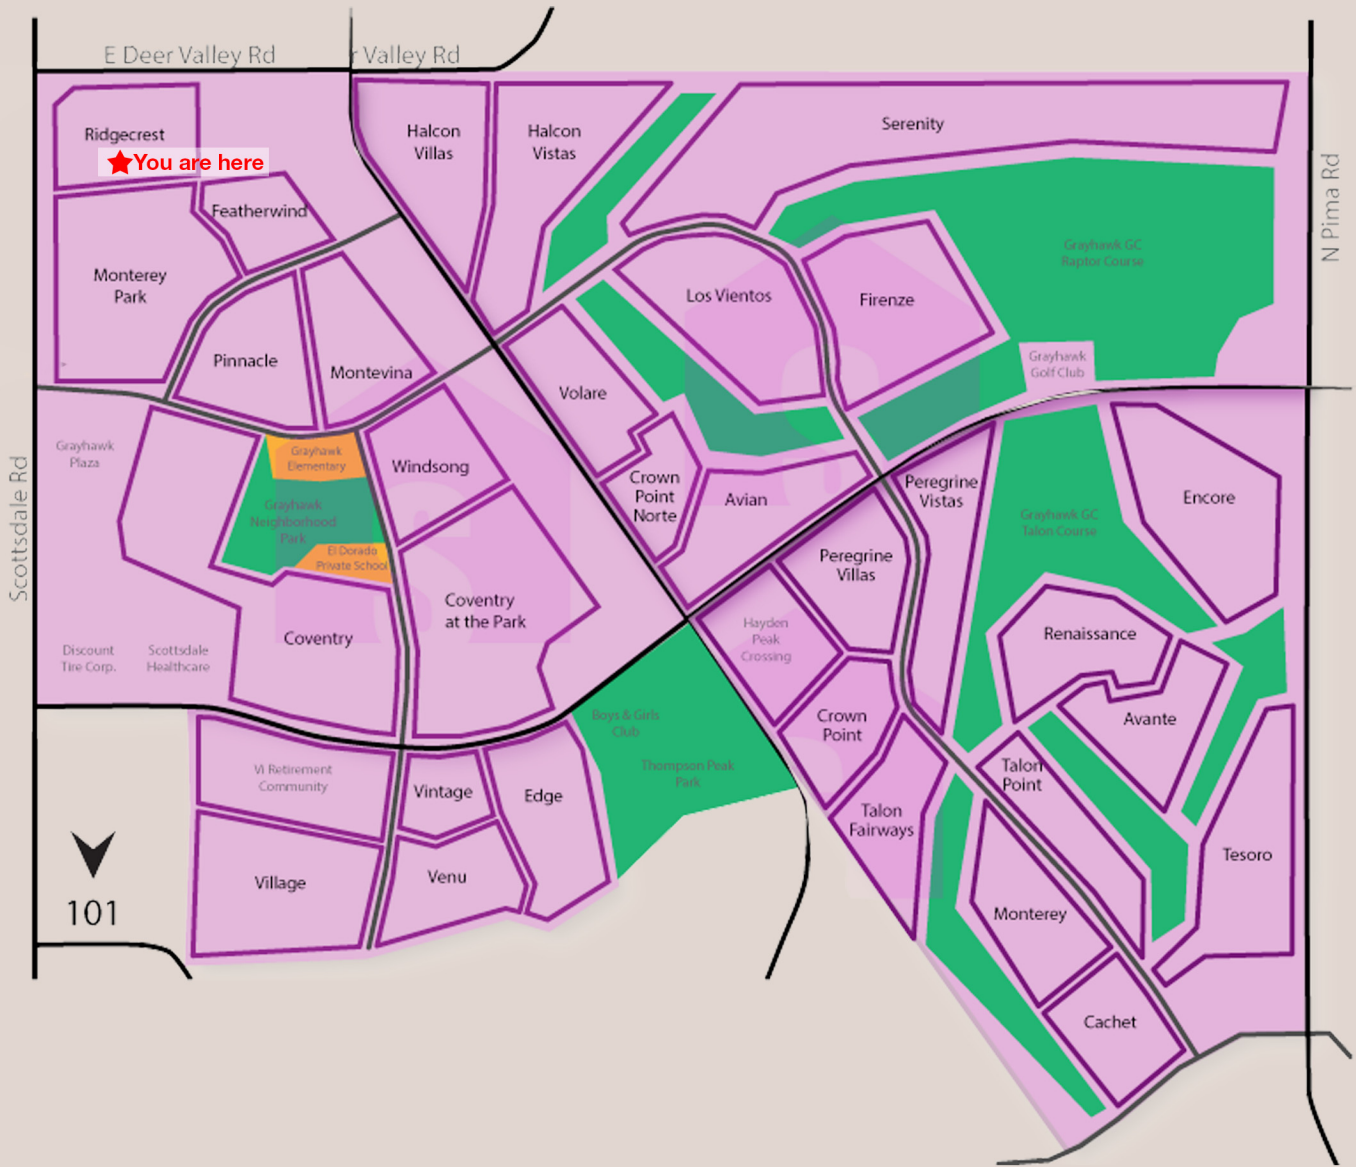 E Deer Valley Rd
r Valley Rd
Ridgecrest
You are here
Halcon
Villas
Halcon
Vistas
Serenity
N Pima Rd
Featherwind
Monterey
Park
Grayhawk GC
Raptor Course
Los Vientos
Firenze
Pinnacle
Montevina
Grayhawk
Golf Club
Volare
Grayhawk
Plaza
Scottsdale Rd
Grayhawk
Elementary
Windsong
Crown
Point
Norte
Avian
Peregrine
Vistas
Encore
Grayhawk
Neighborhood
Park
Grayhawk GC
Talon Course
El Dorado
Private School
Peregrine
Villas
Coventry
at the Park
Coventry
Hayden
Peak
Crossing
Renaissance
Discount
Tire Corp.
Scottsdale
Healthcare
Boys & Girls
Club
Crown
Point
Avante
Vi Retirement
Community
Vintage
Edge
Thompson Peak
Park
Talon
Point
Talon
Fairways
Tesoro
Village
Venu
101
Monterey
Cachet